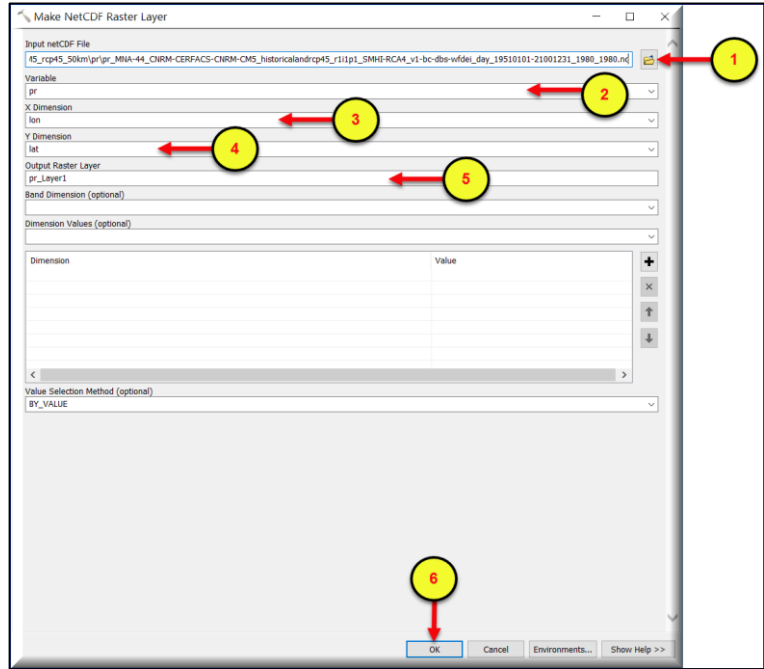 Make NetCDF Raster Layer
Input netCDF File
45_rcp45_50km\pr\pr_MNA-44_CNRM-CERFACS-CNRM-CM5_historicalandrcp45_r1i1p1_SMHI-RCA4_v1-bc-dbs-wfdei_day_19510101-21001231_1980_1980.nc
1
Variable
pr
2
X Dimension
lon
3
Y Dimension
lat
4
Output Raster Layer
pr_Layer1
5
Band Dimension (optional)
Dimension Values (optional)
Dimension Value
Value Selection Method (optional)
BY_VALUE
6
OK Cancel Environments... Show Help >>